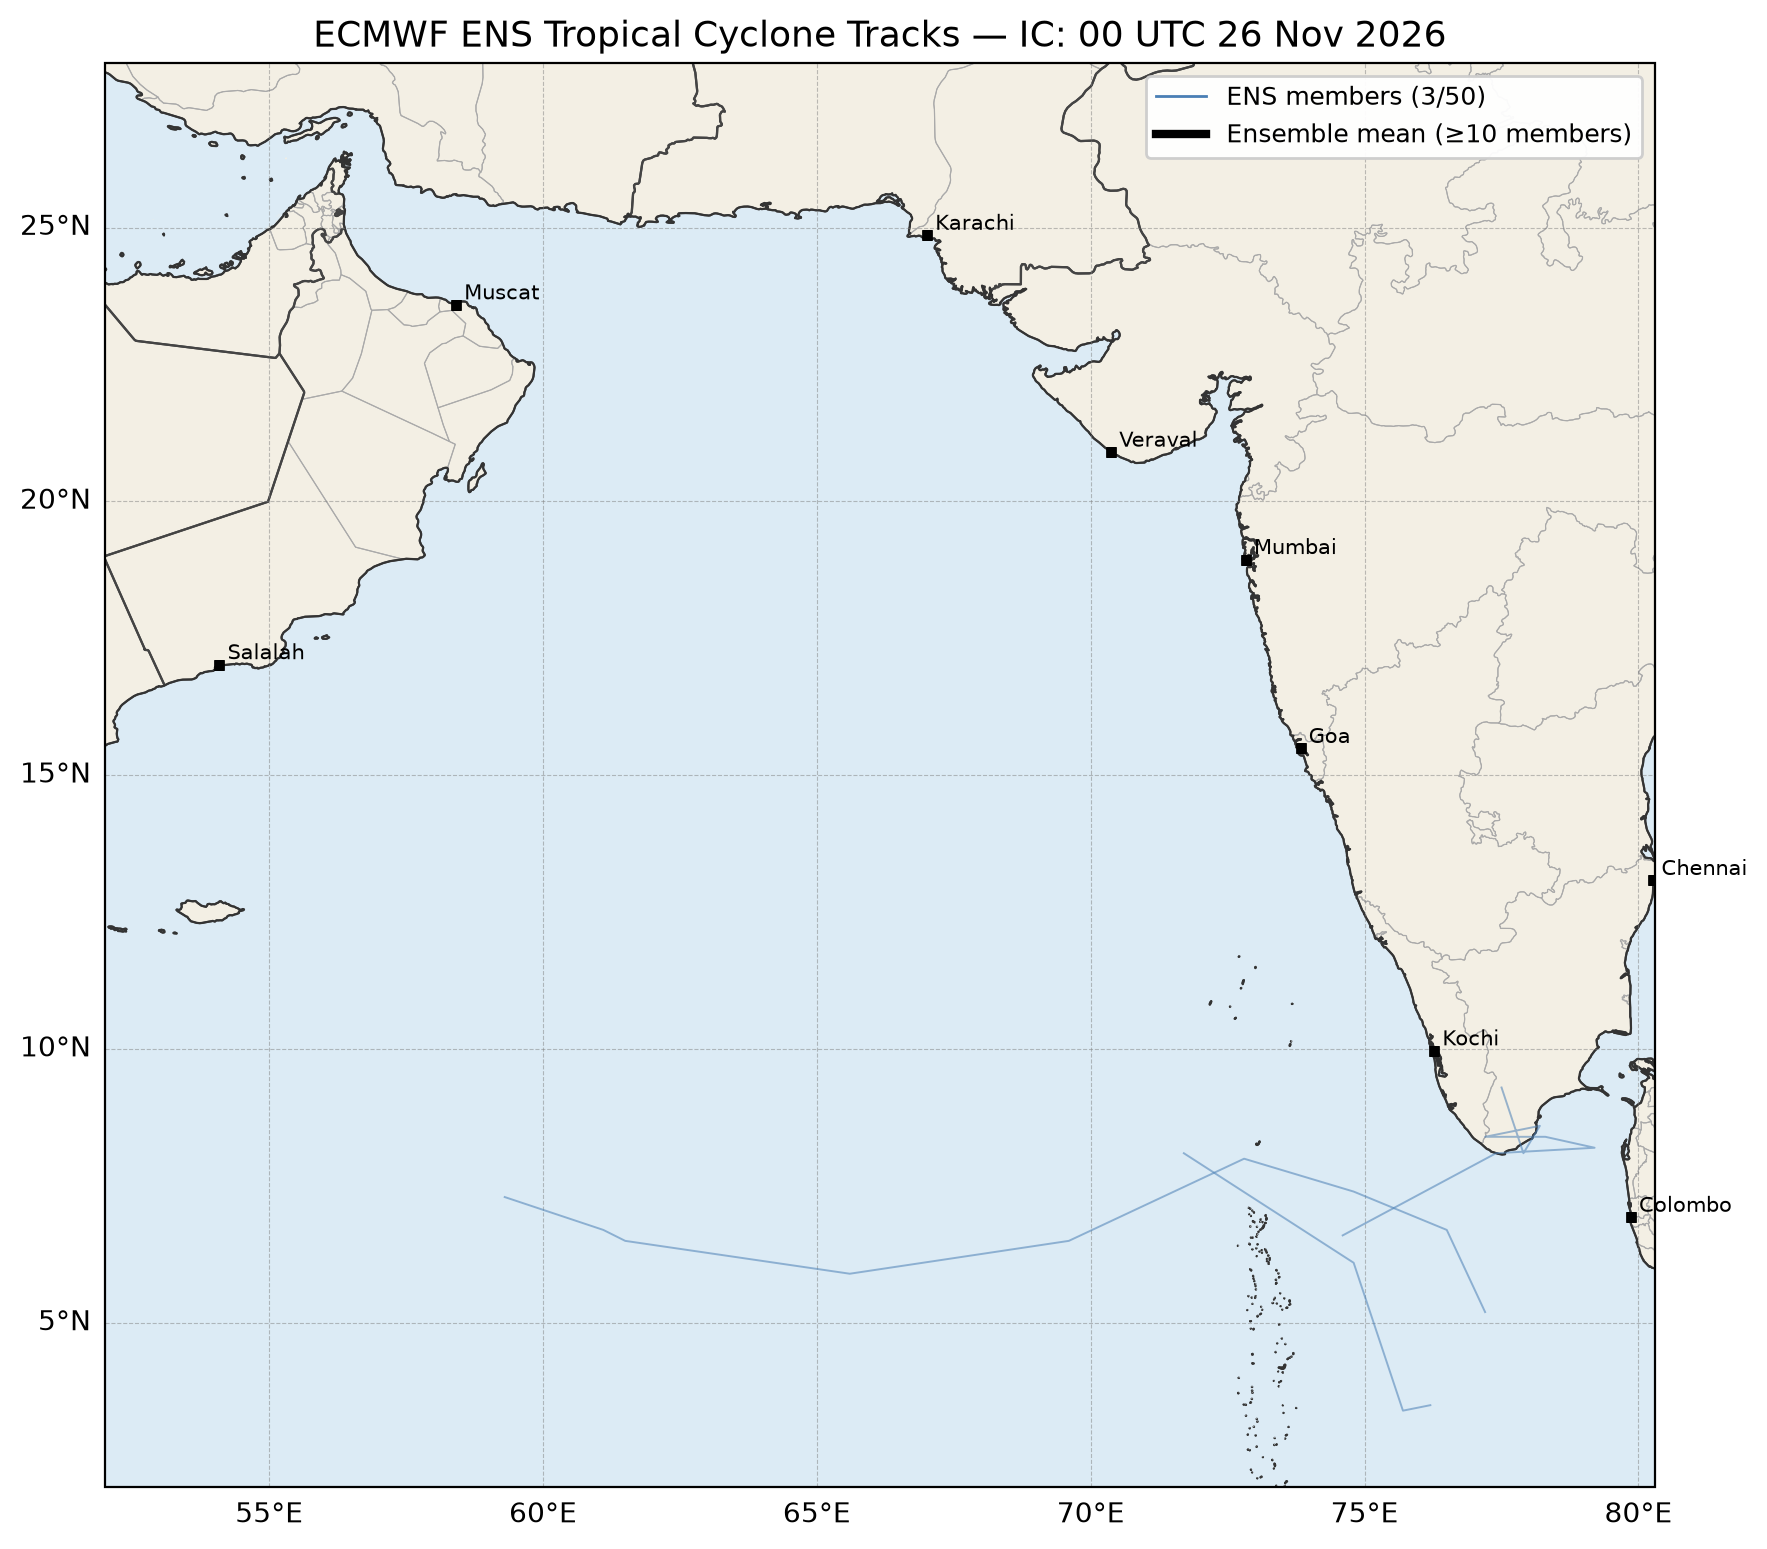 ECMWF ENS Tropical Cyclone Tracks — IC: 00 UTC 26 Nov 2026
ENS members (3/50)
Ensemble mean (≥10 members)
25°N
Karachi
Muscat
Veraval
20°N
Mumbai
Salalah
Goa
15°N
Chennai
10°N
Kochi
Colombo
5°N
55°E
60°E
65°E
70°E
75°E
80°E